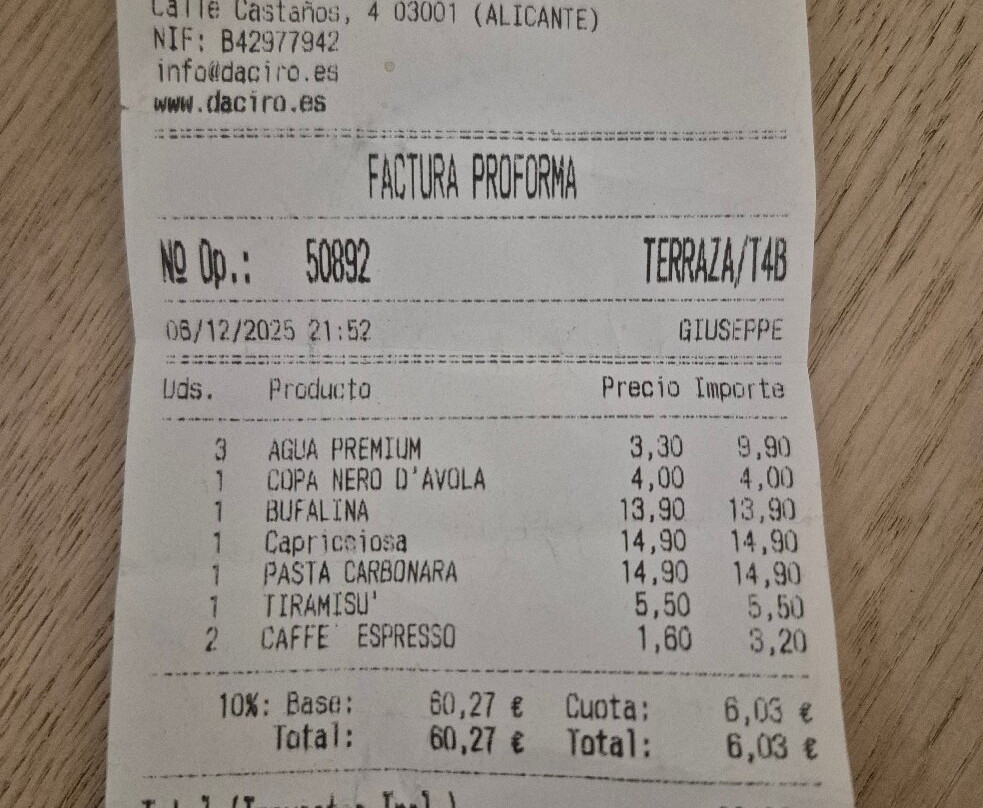 Calle Castaños, 4 03001 (ALICANTE)
NIF: B42977942
info@daciro.es
www.daciro.es
FACTURA PROFORMA
Nº Op.: 50892 TERRAZA/T4B
06/12/2025 21:52 GIUSEPPE
Uds. Producto Precio Importe
3 AGUA PREMIUM 3,30 9,90
1 COPA NERO D'AVOLA 4,00 4,00
1 BUFALINA 13,90 13,90
1 Capricciosa 14,90 14,90
1 PASTA CARBONARA 14,90 14,90
1 TIRAMISU' 5,50 5,50
2 CAFFE` ESPRESSO 1,60 3,20
10%: Base: 60,27 € Cuota: 6,03 €
Total: 60,27 € Total: 6,03 €